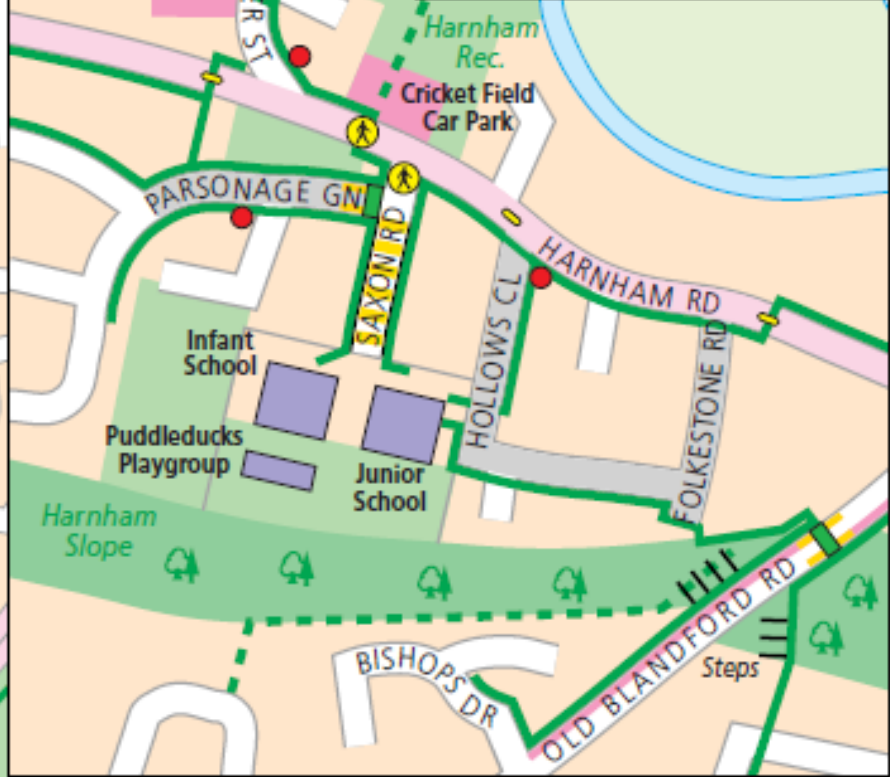 R ST
Harnham
Rec.
Cricket Field
Car Park
PARSONAGE GN
SAXON RD
HARNHAM RD
HOLLOWS CL
FOLKESTONE RD
Infant
School
Puddleducks
Playgroup
Junior
School
Harnham
Slope
BISHOPS DR
Steps
OLD BLANDFORD RD